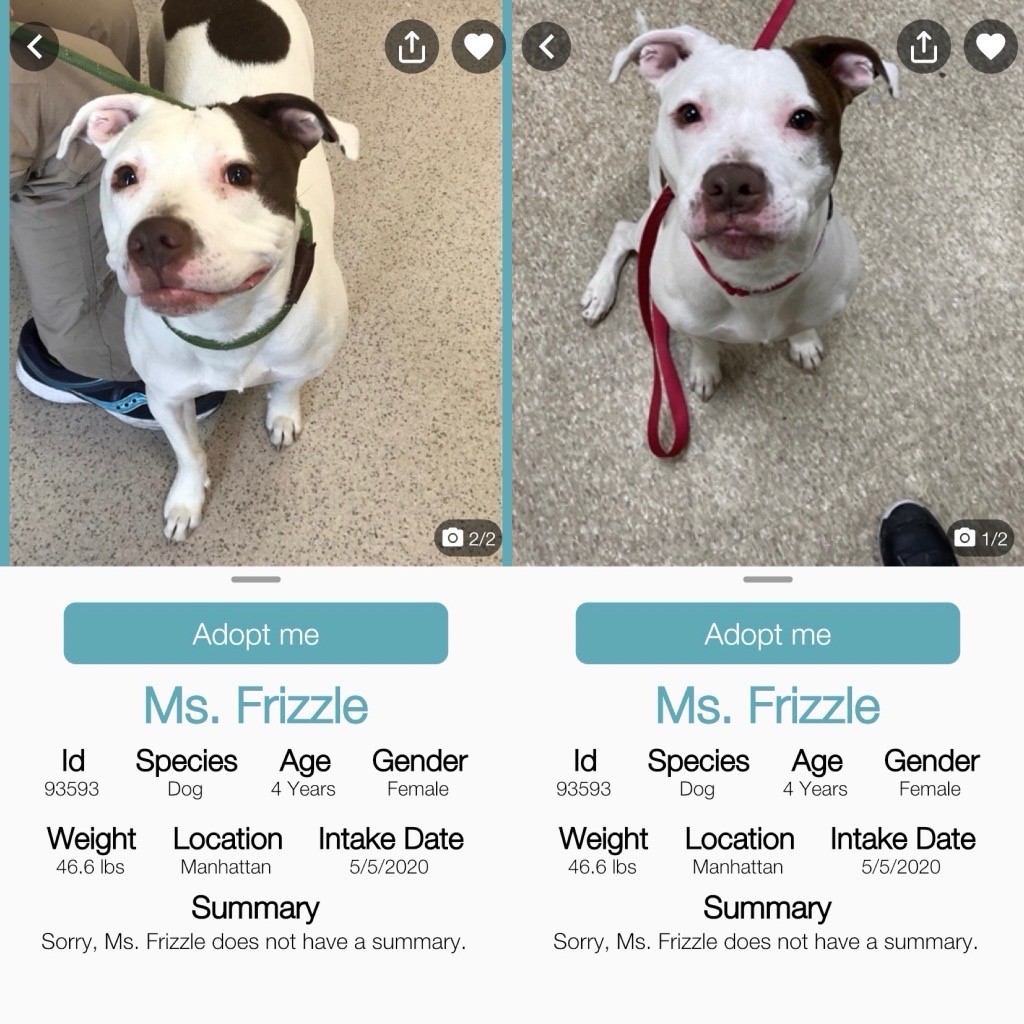 2/2
Adopt me
Ms. Frizzle
Id Species Age Gender
93593 Dog 4 Years Female
Weight Location Intake Date
46.6 lbs Manhattan 5/5/2020
Summary
Sorry, Ms. Frizzle does not have a summary.
1/2
Adopt me
Ms. Frizzle
Id Species Age Gender
93593 Dog 4 Years Female
Weight Location Intake Date
46.6 lbs Manhattan 5/5/2020
Summary
Sorry, Ms. Frizzle does not have a summary.